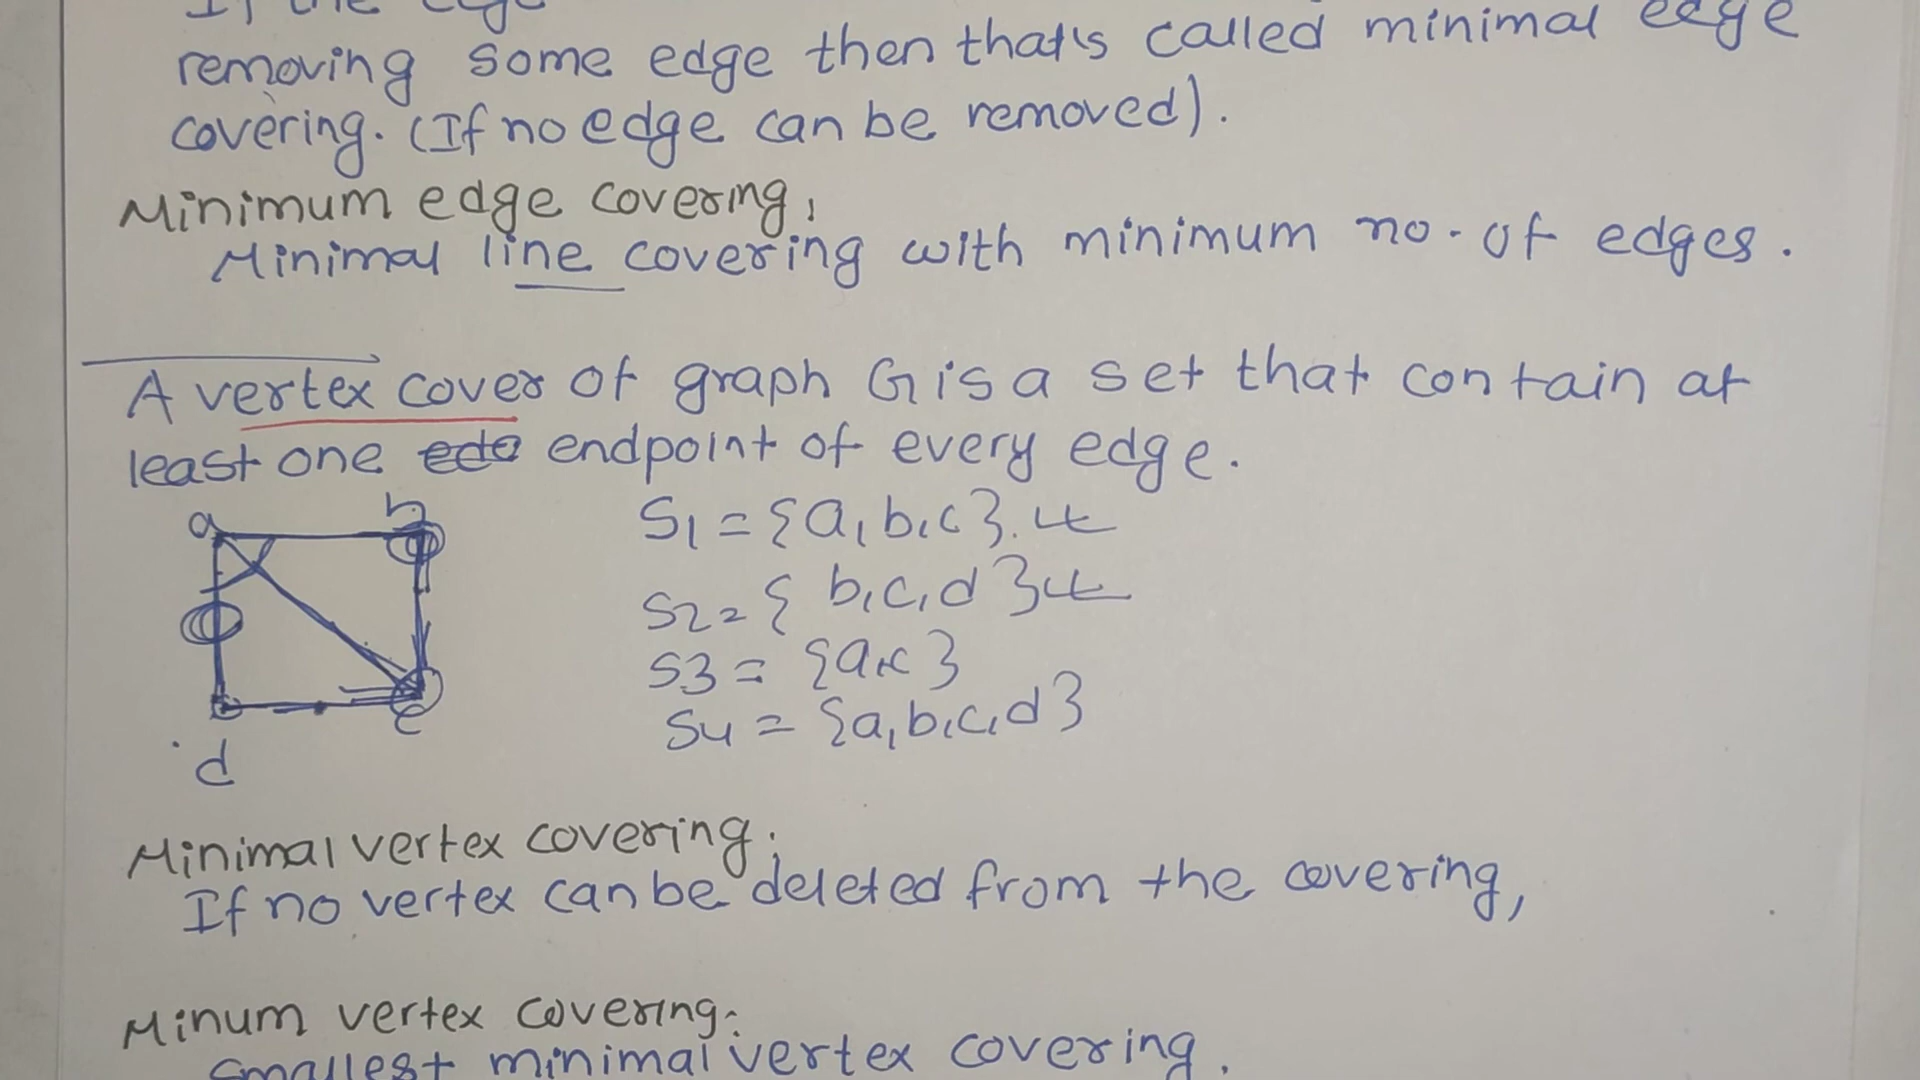 If the edge
removing some edge then that's called minimal edge
covering. (If no edge can be removed).
Minimum edge covering,
Minimal line covering with minimum no. of edges.
A vertex cover of graph G is a set that contain at
least one endpoint of every edge.
a b
S1 = {a, b, c}.
S2 = { b, c, d }
S3 = {a, c }
S4 = {a, b, c, d }
c
d
Minimal vertex covering.
If no vertex can be deleted from the covering,
Minum vertex covering:
smallest minimal vertex covering.